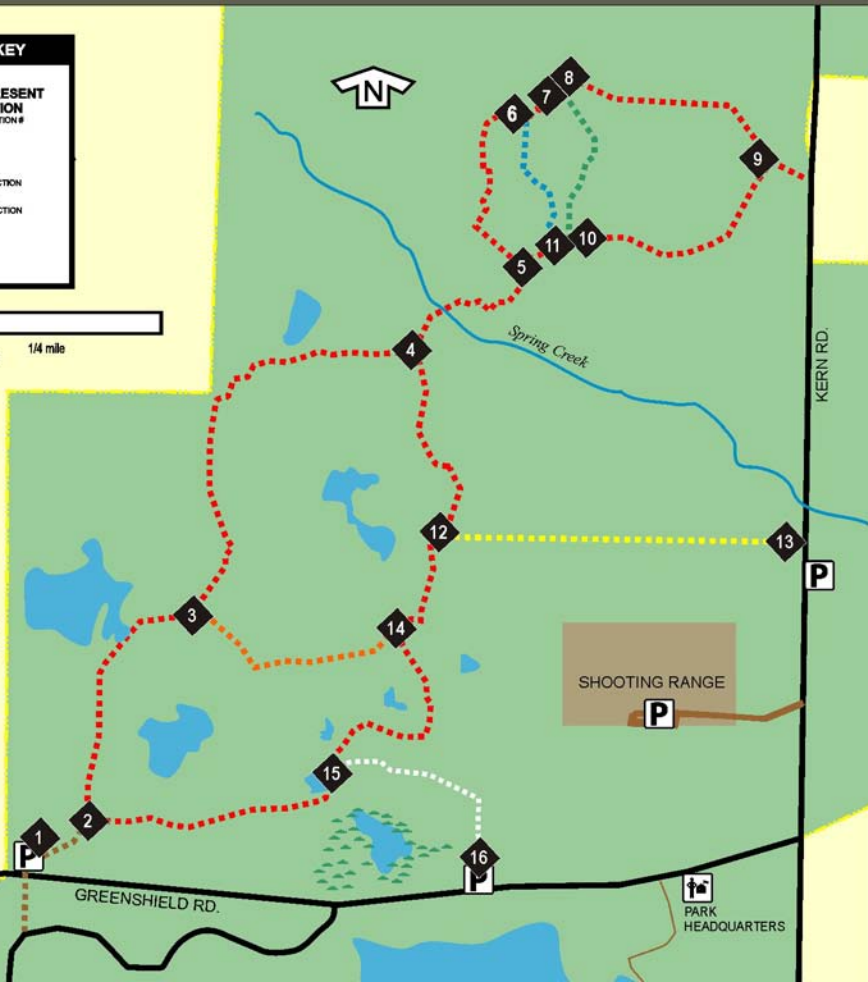 KEY
ESENT
ION
TION #
CTION
CTION
1/4 mile
N
8
7
6
9
11
10
5
Spring Creek
4
KERN RD.
12
13
P
3
14
SHOOTING RANGE
P
15
2
1
P
16
P
GREENSHIELD RD.
PARK
HEADQUARTERS